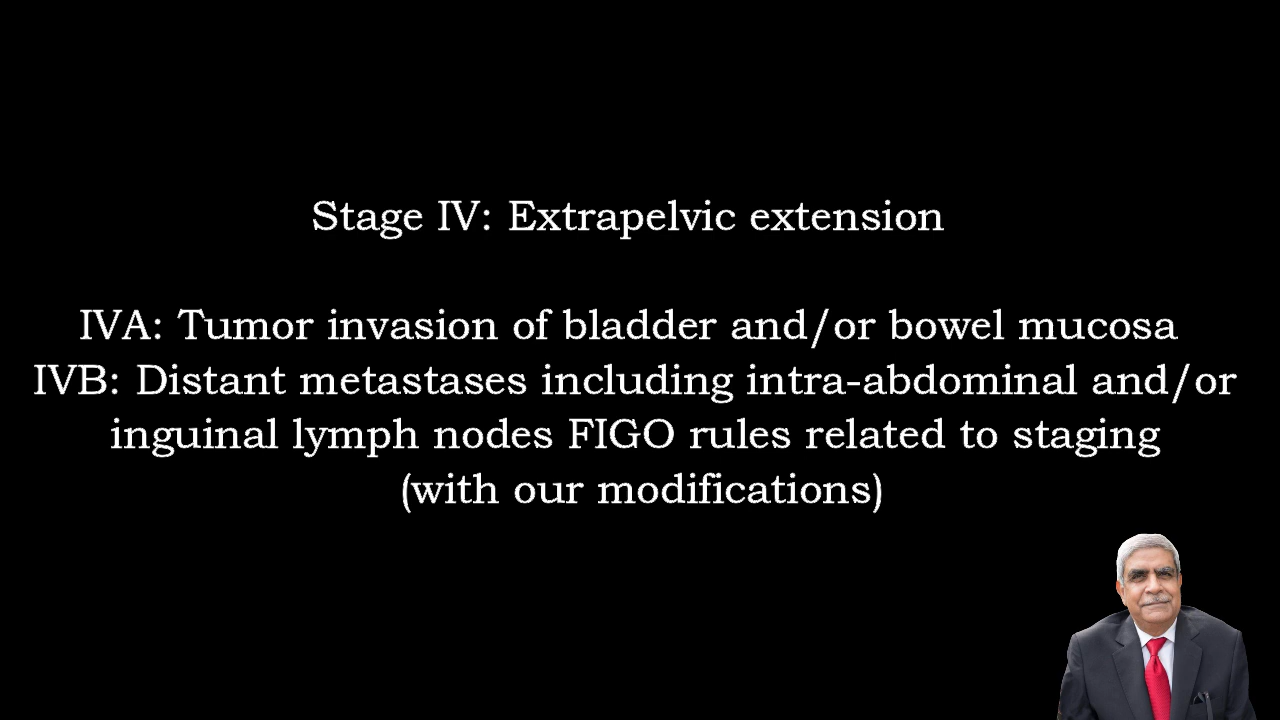 Stage IV: Extrapelvic extension
IVA: Tumor invasion of bladder and/or bowel mucosa
IVB: Distant metastases including intra-abdominal and/or
inguinal lymph nodes FIGO rules related to staging
(with our modifications)